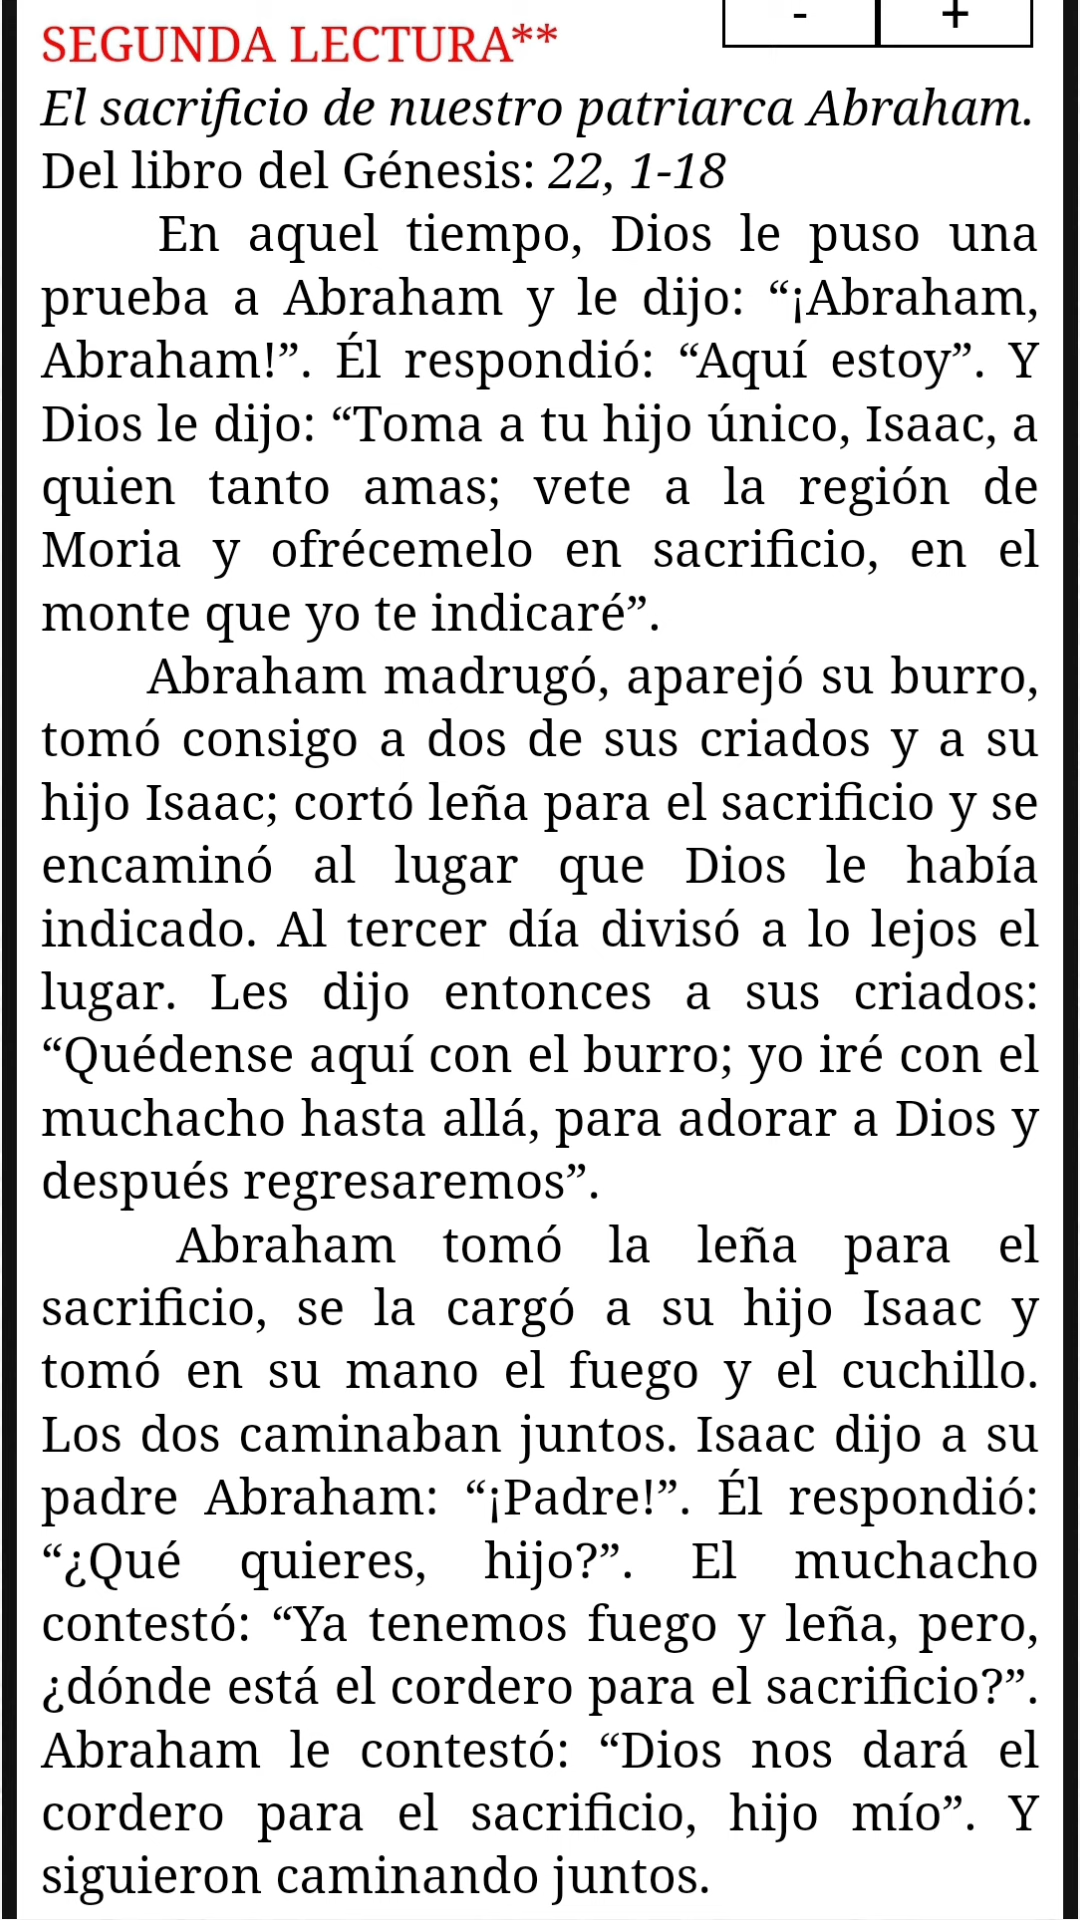 - +
SEGUNDA LECTURA**
El sacrificio de nuestro patriarca Abraham.
Del libro del Génesis: 22, 1-18
En aquel tiempo, Dios le puso una
prueba a Abraham y le dijo: “¡Abraham,
Abraham!”. Él respondió: “Aquí estoy”. Y
Dios le dijo: “Toma a tu hijo único, Isaac, a
quien tanto amas; vete a la región de
Moria y ofrécemelo en sacrificio, en el
monte que yo te indicaré”.
Abraham madrugó, aparejó su burro,
tomó consigo a dos de sus criados y a su
hijo Isaac; cortó leña para el sacrificio y se
encaminó al lugar que Dios le había
indicado. Al tercer día divisó a lo lejos el
lugar. Les dijo entonces a sus criados:
“Quédense aquí con el burro; yo iré con el
muchacho hasta allá, para adorar a Dios y
después regresaremos”.
Abraham tomó la leña para el
sacrificio, se la cargó a su hijo Isaac y
tomó en su mano el fuego y el cuchillo.
Los dos caminaban juntos. Isaac dijo a su
padre Abraham: “¡Padre!”. Él respondió:
“¿Qué quieres, hijo?”. El muchacho
contestó: “Ya tenemos fuego y leña, pero,
¿dónde está el cordero para el sacrificio?”.
Abraham le contestó: “Dios nos dará el
cordero para el sacrificio, hijo mío”. Y
siguieron caminando juntos.